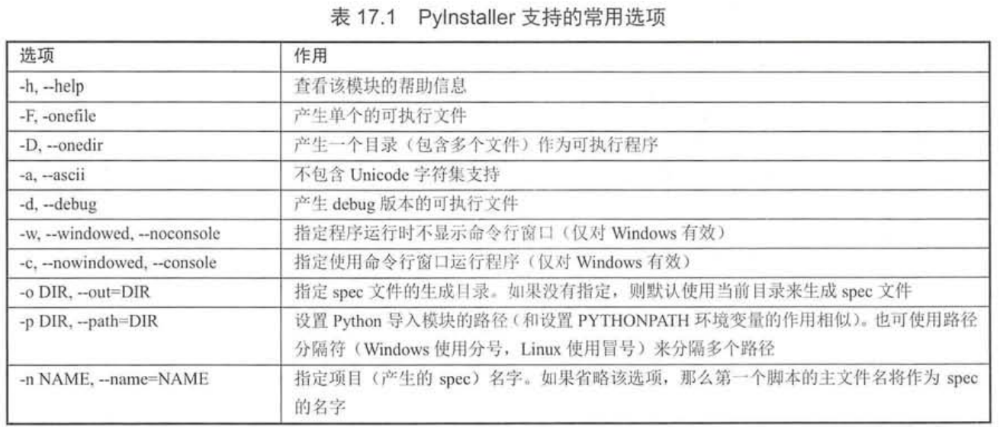 表 17.1 PyInstaller 支持的常用选项
选项 作用
-h, --help 查看该模块的帮助信息
-F, -onefile 产生单个的可执行文件
-D, --onedir 产生一个目录（包含多个文件）作为可执行程序
-a, --ascii 不包含 Unicode 字符集支持
-d, --debug 产生 debug 版本的可执行文件
-w, --windowed, --noconsole 指定程序运行时不显示命令行窗口（仅对 Windows 有效）
-c, --nowindowed, --console 指定使用命令行窗口运行程序（仅对 Windows 有效）
-o DIR, --out=DIR 指定 spec 文件的生成目录。如果没有指定，则默认使用当前目录来生成 spec 文件
-p DIR, --path=DIR 设置 Python 导入模块的路径（和设置 PYTHONPATH 环境变量的作用相似）。也可使用路径
分隔符（Windows 使用分号，Linux 使用冒号）来分隔多个路径
-n NAME, --name=NAME 指定项目（产生的 spec）名字。如果省略该选项，那么第一个脚本的主文件名将作为 spec
的名字